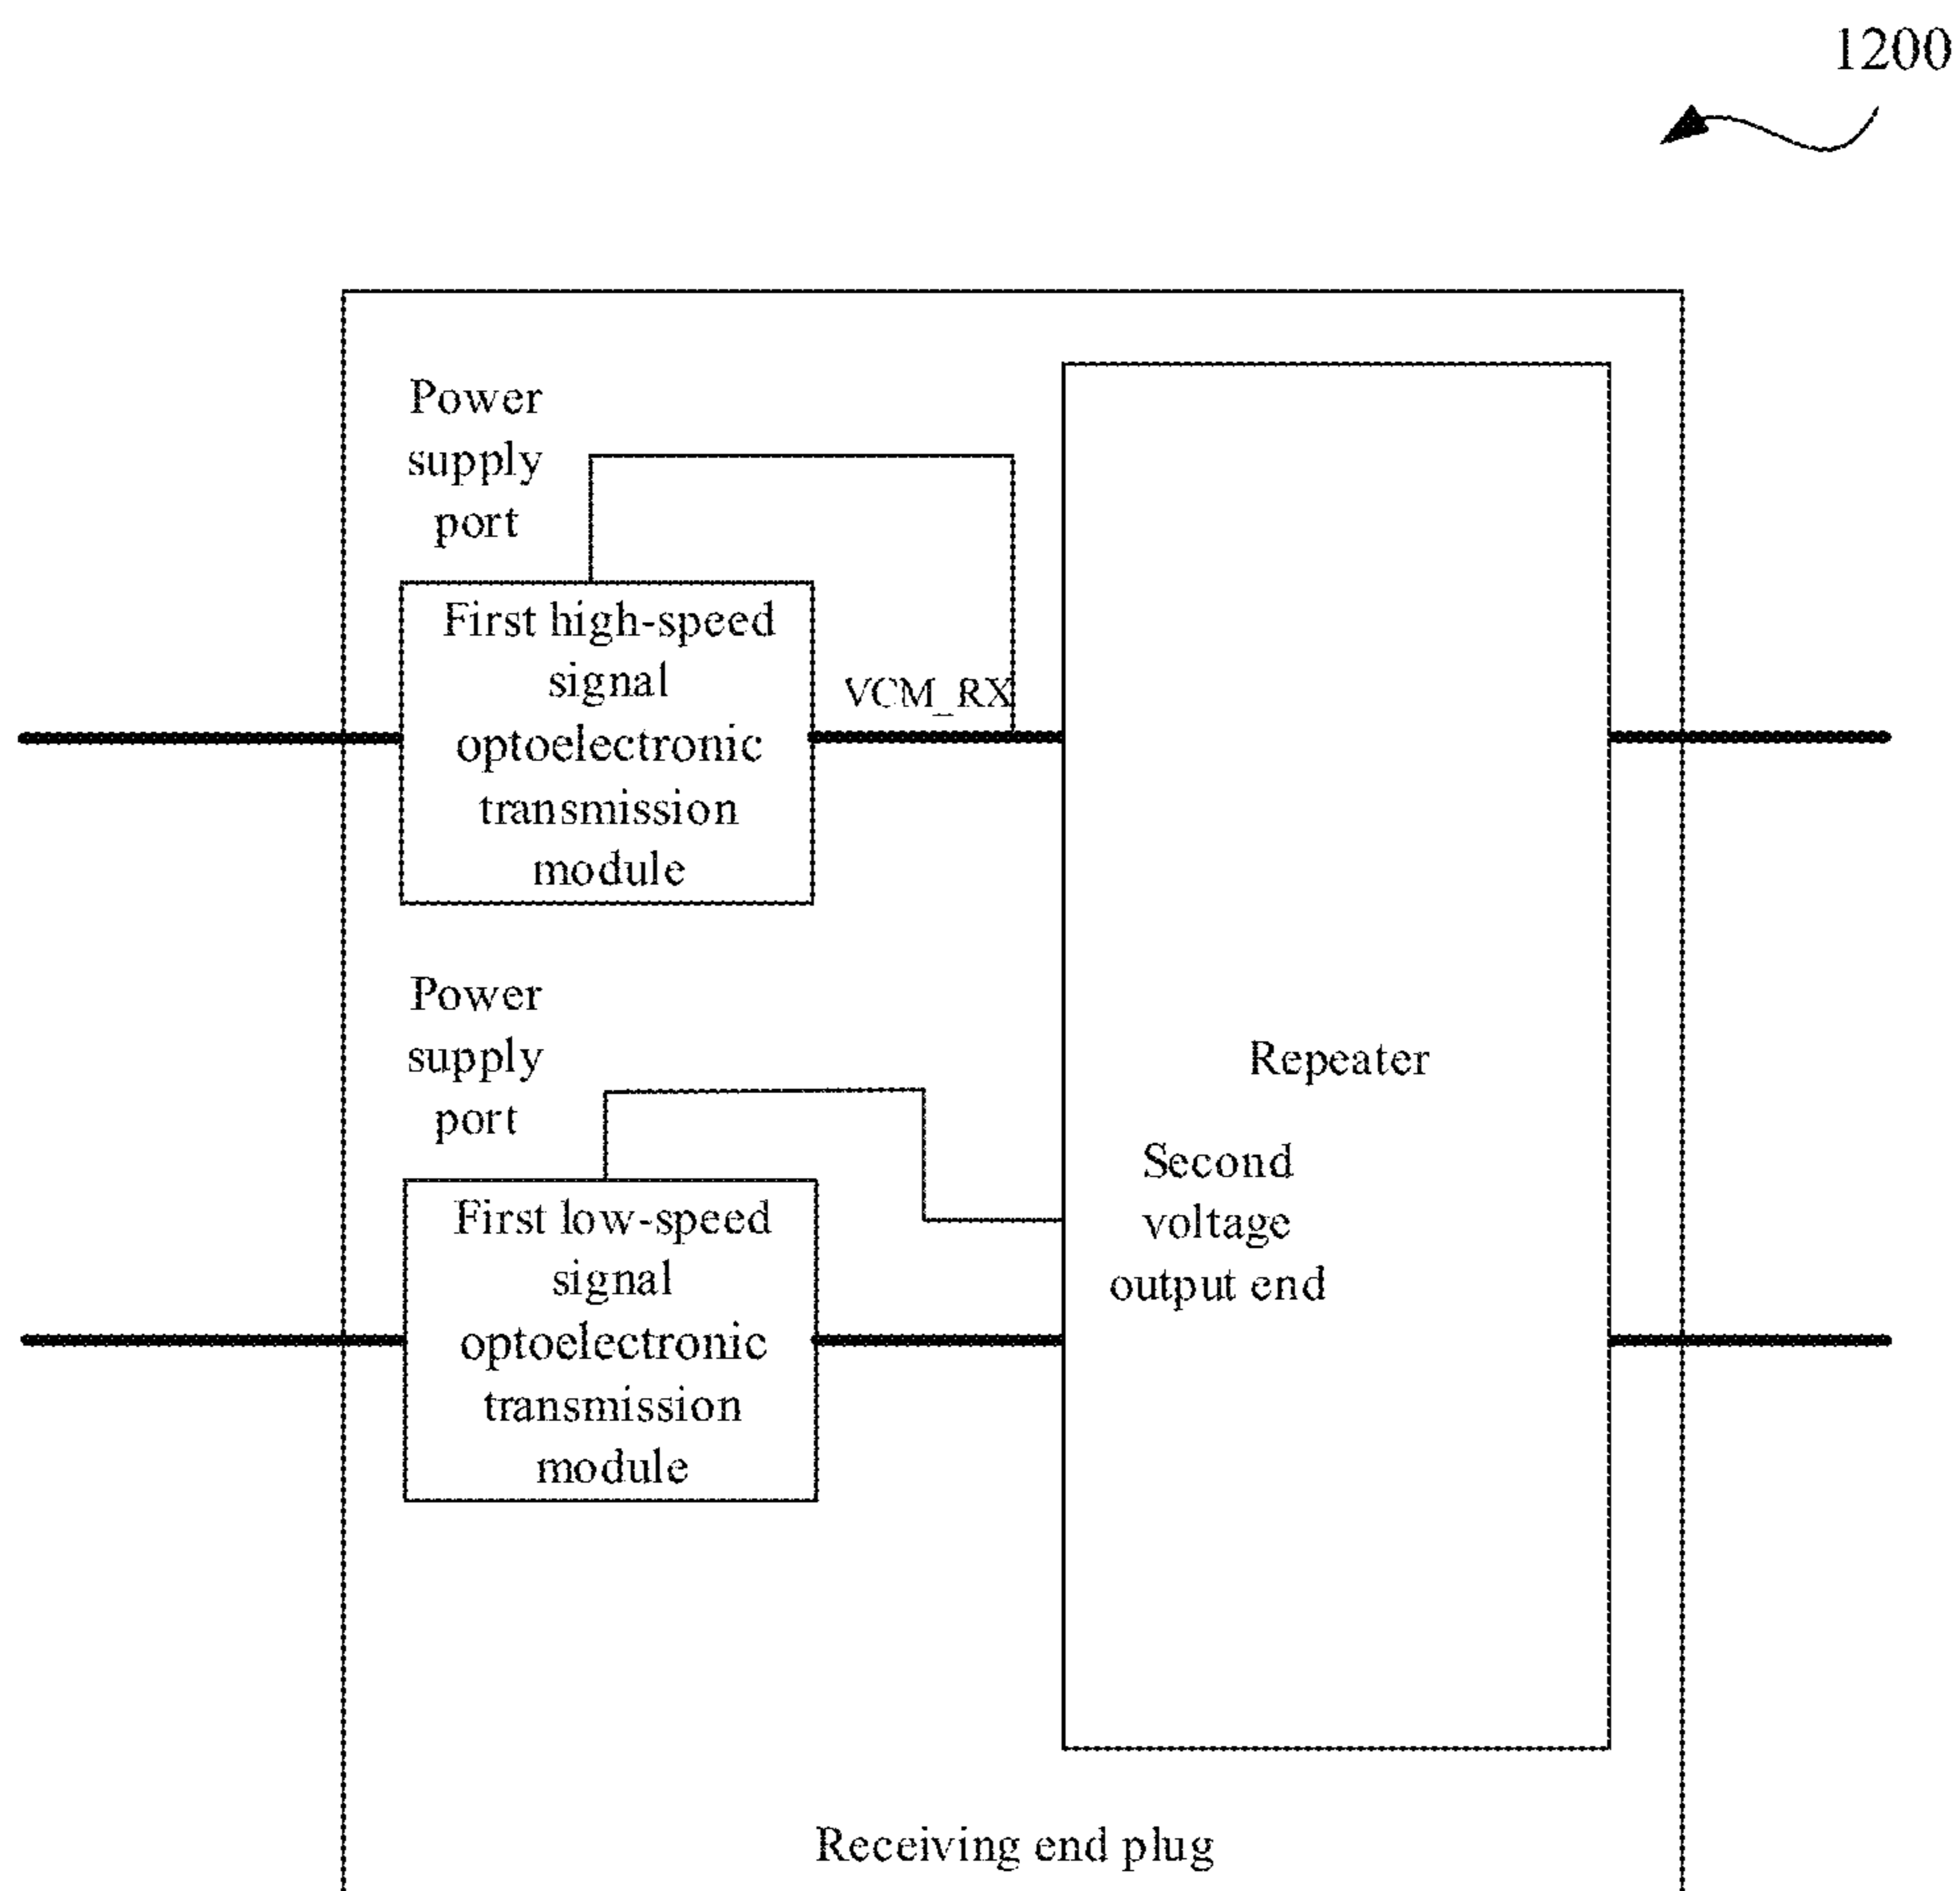 1200
Power
supply
port
First high-speed
signal
optoelectronic
transmission
module
VCM_RX
Power
supply
port
First low-speed
signal
optoelectronic
transmission
module
Repeater
Second
voltage
output end
Receiving end plug